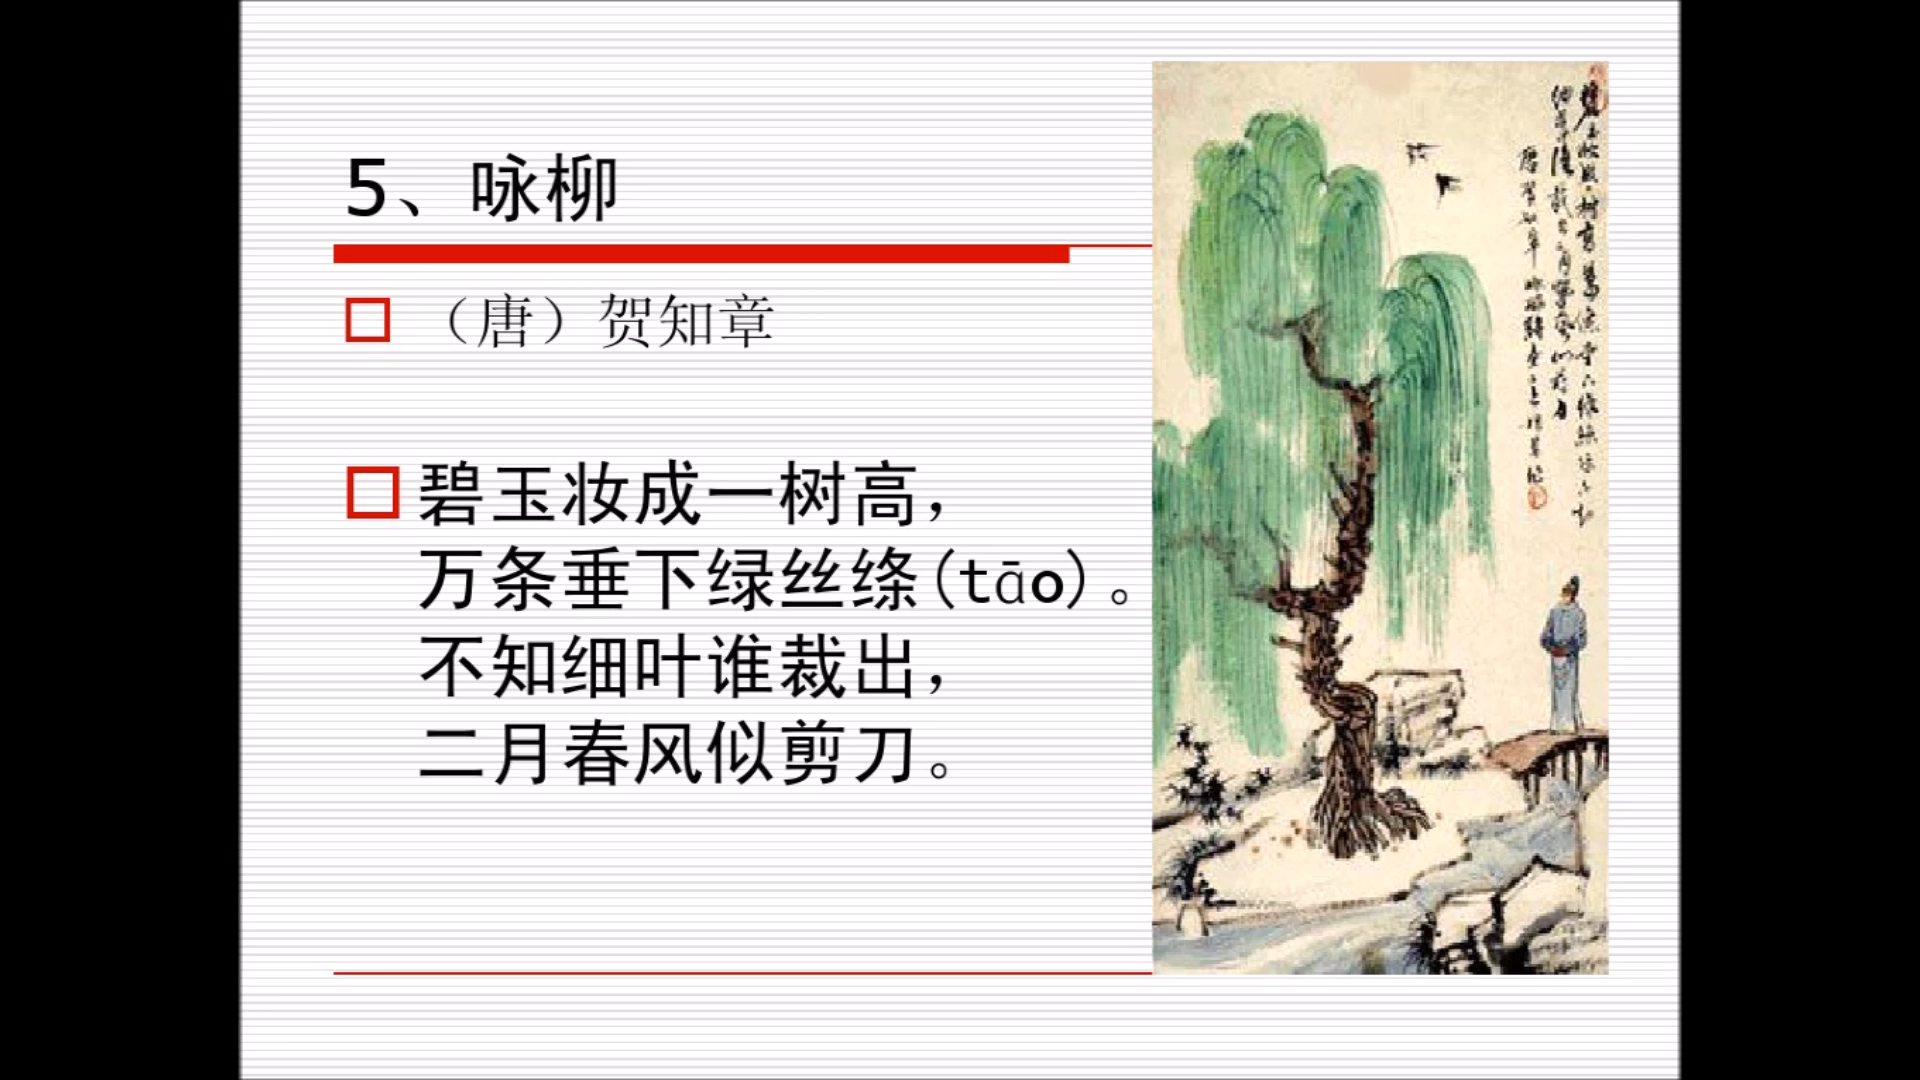 5、咏柳
（唐）贺知章
碧玉妆成一树高，
万条垂下绿丝绦(tāo)。
不知细叶谁裁出，
二月春风似剪刀。